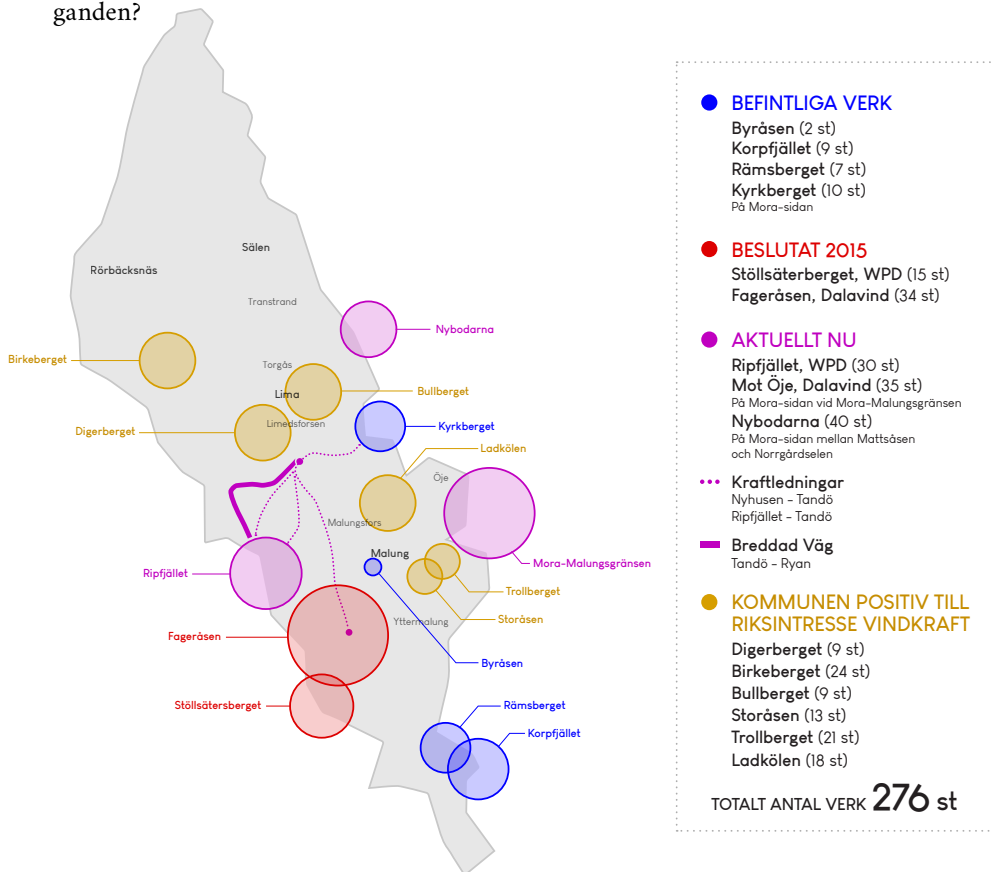 ganden?
Sälen
Rörbäcksnäs
Transtrand
Nybodarna
Birkeberget
Torgås
Lima
Bullberget
Digerberget
Limedsforsen
Kyrkberget
Ladkölen
Öje
Malungsfors
Malung
Mora-Malungsgränsen
Ripfjället
Trollberget
Yttermalung
Storåsen
Fageråsen
Byråsen
Stöllsätersberget
Rämsberget
Korpfjället
BEFINTLIGA VERK
Byråsen (2 st)
Korpfjället (9 st)
Rämsberget (7 st)
Kyrkberget (10 st)
På Mora-sidan
BESLUTAT 2015
Stöllsäterberget, WPD (15 st)
Fageråsen, Dalavind (34 st)
AKTUELLT NU
Ripfjället, WPD (30 st)
Mot Öje, Dalavind (35 st)
På Mora-sidan vid Mora-Malungsgränsen
Nybodarna (40 st)
På Mora-sidan mellan Mattsåsen
och Norrgårdselen
Kraftledningar
Nyhusen - Tandö
Ripfjället - Tandö
Breddad Väg
Tandö - Ryan
KOMMUNEN POSITIV TILL
RIKSINTRESSE VINDKRAFT
Digerberget (9 st)
Birkeberget (24 st)
Bullberget (9 st)
Storåsen (13 st)
Trollberget (21 st)
Ladkölen (18 st)
TOTALT ANTAL VERK 276 st